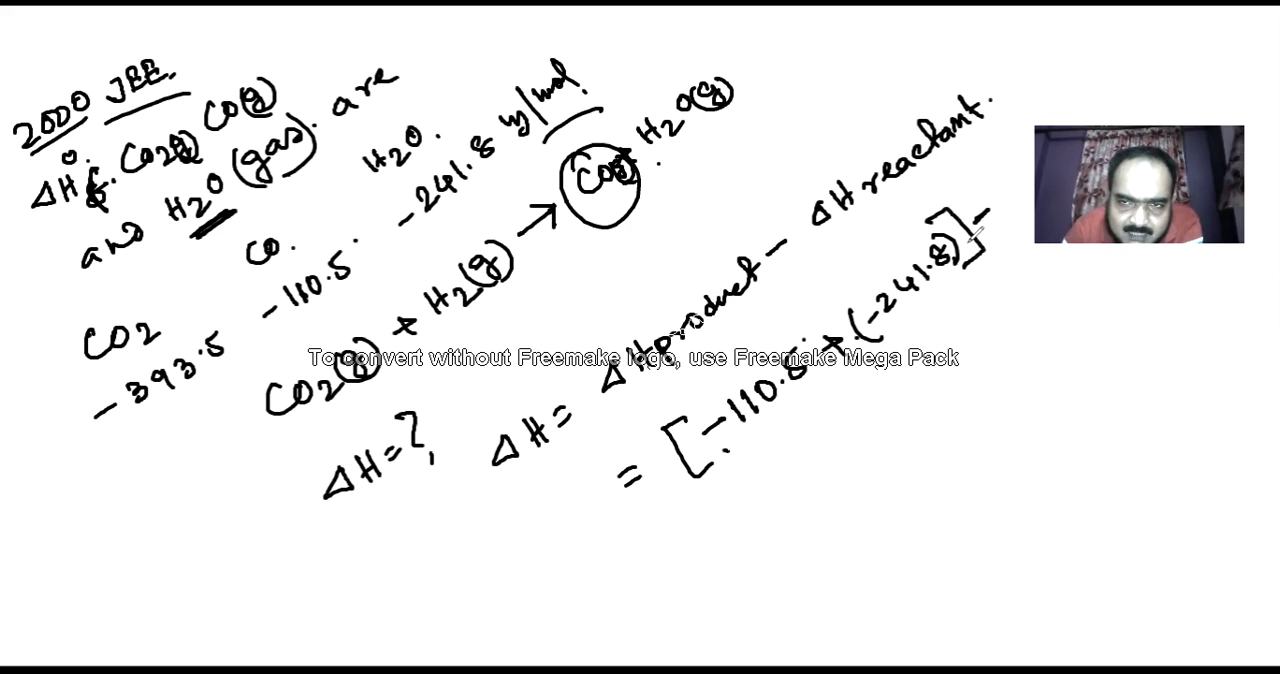 2000 JEE.
ΔH°f. CO2(g) CO(g)
and H2O (gas). are
CO2 CO. H2O.
-393.5 -110.5. -241.8 kJ/mol.
CO2(g) + H2(g) → CO(g) + H2O(g)
ΔH=?,
ΔH= ΔH product - ΔH reactant.
= [-110.5 + (-241.8)] -
To convert without Freemake logo, use Freemake Mega Pack